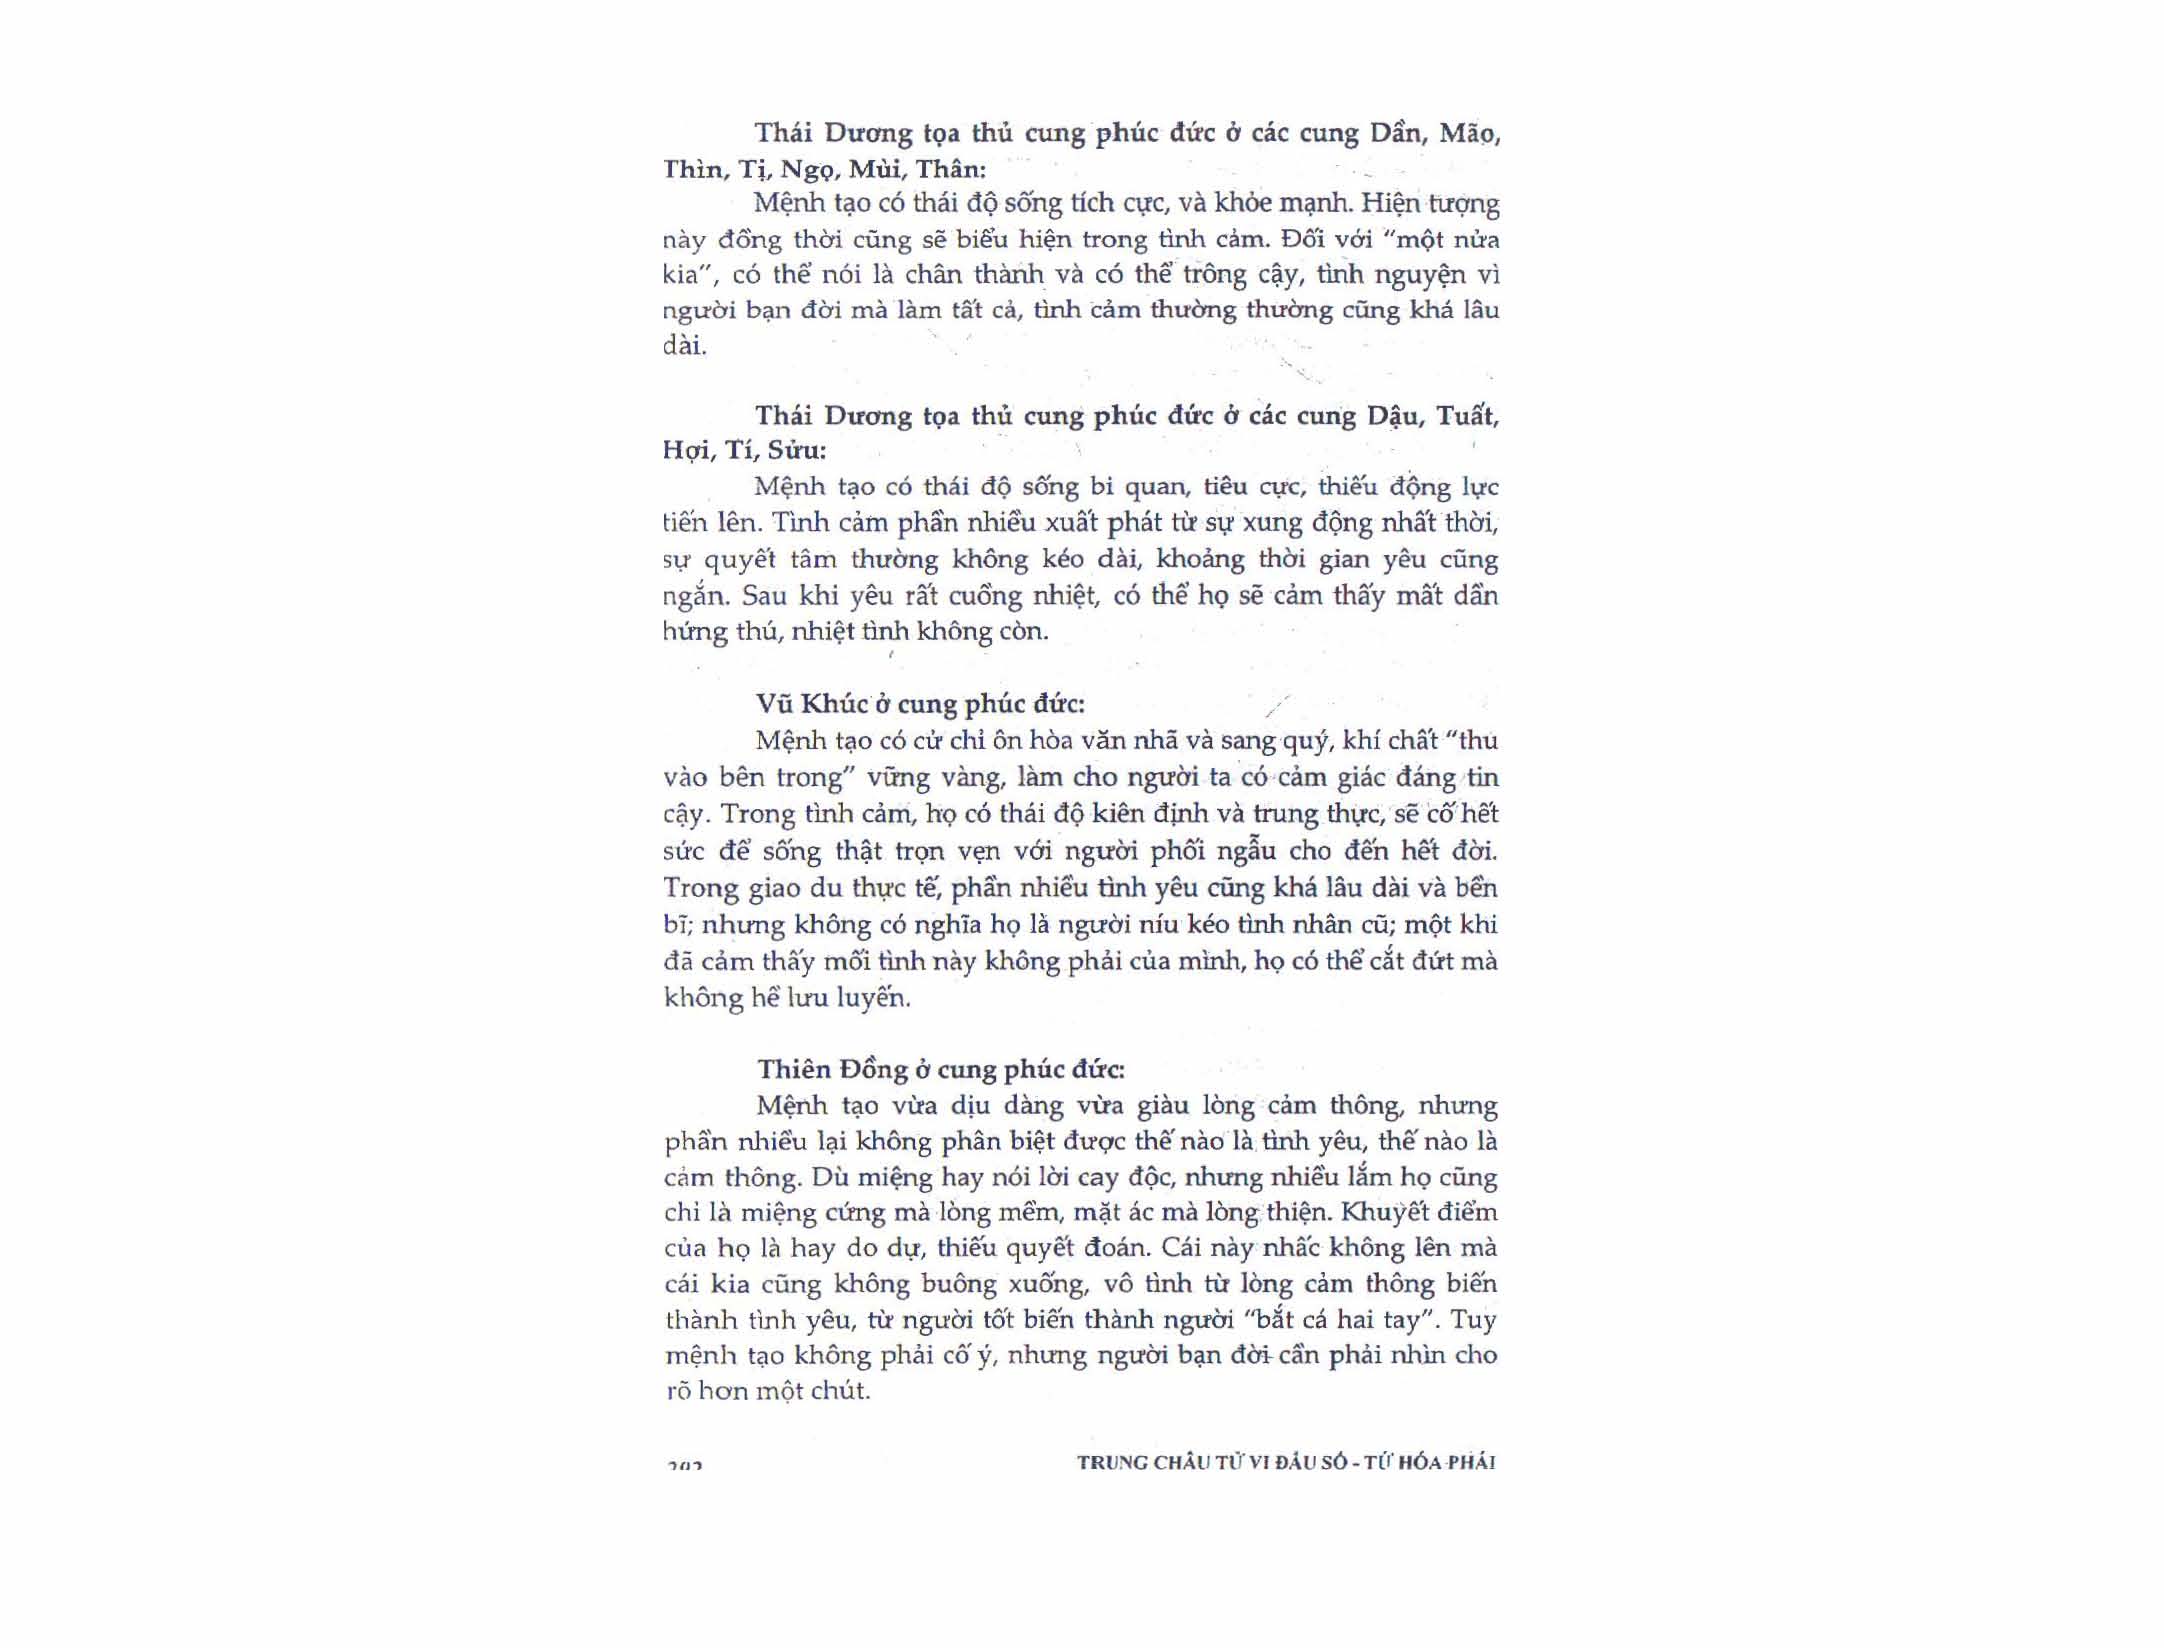 Thái Dương tọa thủ cung phúc đức ở các cung Dần, Mão,
Thìn, Tị, Ngọ, Mùi, Thân:
Mệnh tạo có thái độ sống tích cực, và khỏe mạnh. Hiện tượng
này đồng thời cũng sẽ biểu hiện trong tình cảm. Đối với "một nửa
kia", có thể nói là chân thành và có thể trông cậy, tình nguyện vì
người bạn đời mà làm tất cả, tình cảm thường thường cũng khá lâu
dài.
Thái Dương tọa thủ cung phúc đức ở các cung Dậu, Tuất,
Hợi, Tí, Sửu:
Mệnh tạo có thái độ sống bi quan, tiêu cực, thiếu động lực
tiến lên. Tình cảm phần nhiều xuất phát từ sự xung động nhất thời,
sự quyết tâm thường không kéo dài, khoảng thời gian yêu cũng
ngắn. Sau khi yêu rất cuồng nhiệt, có thể họ sẽ cảm thấy mất dần
hứng thú, nhiệt tình không còn.
Vũ Khúc ở cung phúc đức:
Mệnh tạo có cử chỉ ôn hòa văn nhã và sang quý, khí chất "thu
vào bên trong" vững vàng, làm cho người ta có cảm giác đáng tin
cậy. Trong tình cảm, họ có thái độ kiên định và trung thực, sẽ cố hết
sức để sống thật trọn vẹn với người phối ngẫu cho đến hết đời.
Trong giao du thực tế, phần nhiều tình yêu cũng khá lâu dài và bền
bĩ; nhưng không có nghĩa họ là người níu kéo tình nhân cũ; một khi
đã cảm thấy mối tình này không phải của mình, họ có thể cắt đứt mà
không hề lưu luyến.
Thiên Đồng ở cung phúc đức:
Mệnh tạo vừa dịu dàng vừa giàu lòng cảm thông, nhưng
phần nhiều lại không phân biệt được thế nào là tình yêu, thế nào là
cảm thông. Dù miệng hay nói lời cay độc, nhưng nhiều lắm họ cũng
chỉ là miệng cứng mà lòng mềm, mặt ác mà lòng thiện. Khuyết điểm
của họ là hay do dự, thiếu quyết đoán. Cái này nhấc không lên mà
cái kia cũng không buông xuống, vô tình từ lòng cảm thông biến
thành tình yêu, từ người tốt biến thành người "bắt cá hai tay". Tuy
mệnh tạo không phải cố ý, nhưng người bạn đời cần phải nhìn cho
rõ hơn một chút.
TRUNG CHÂU TỬ VI ĐẨU SỐ - TỨ HÓA PHÁI